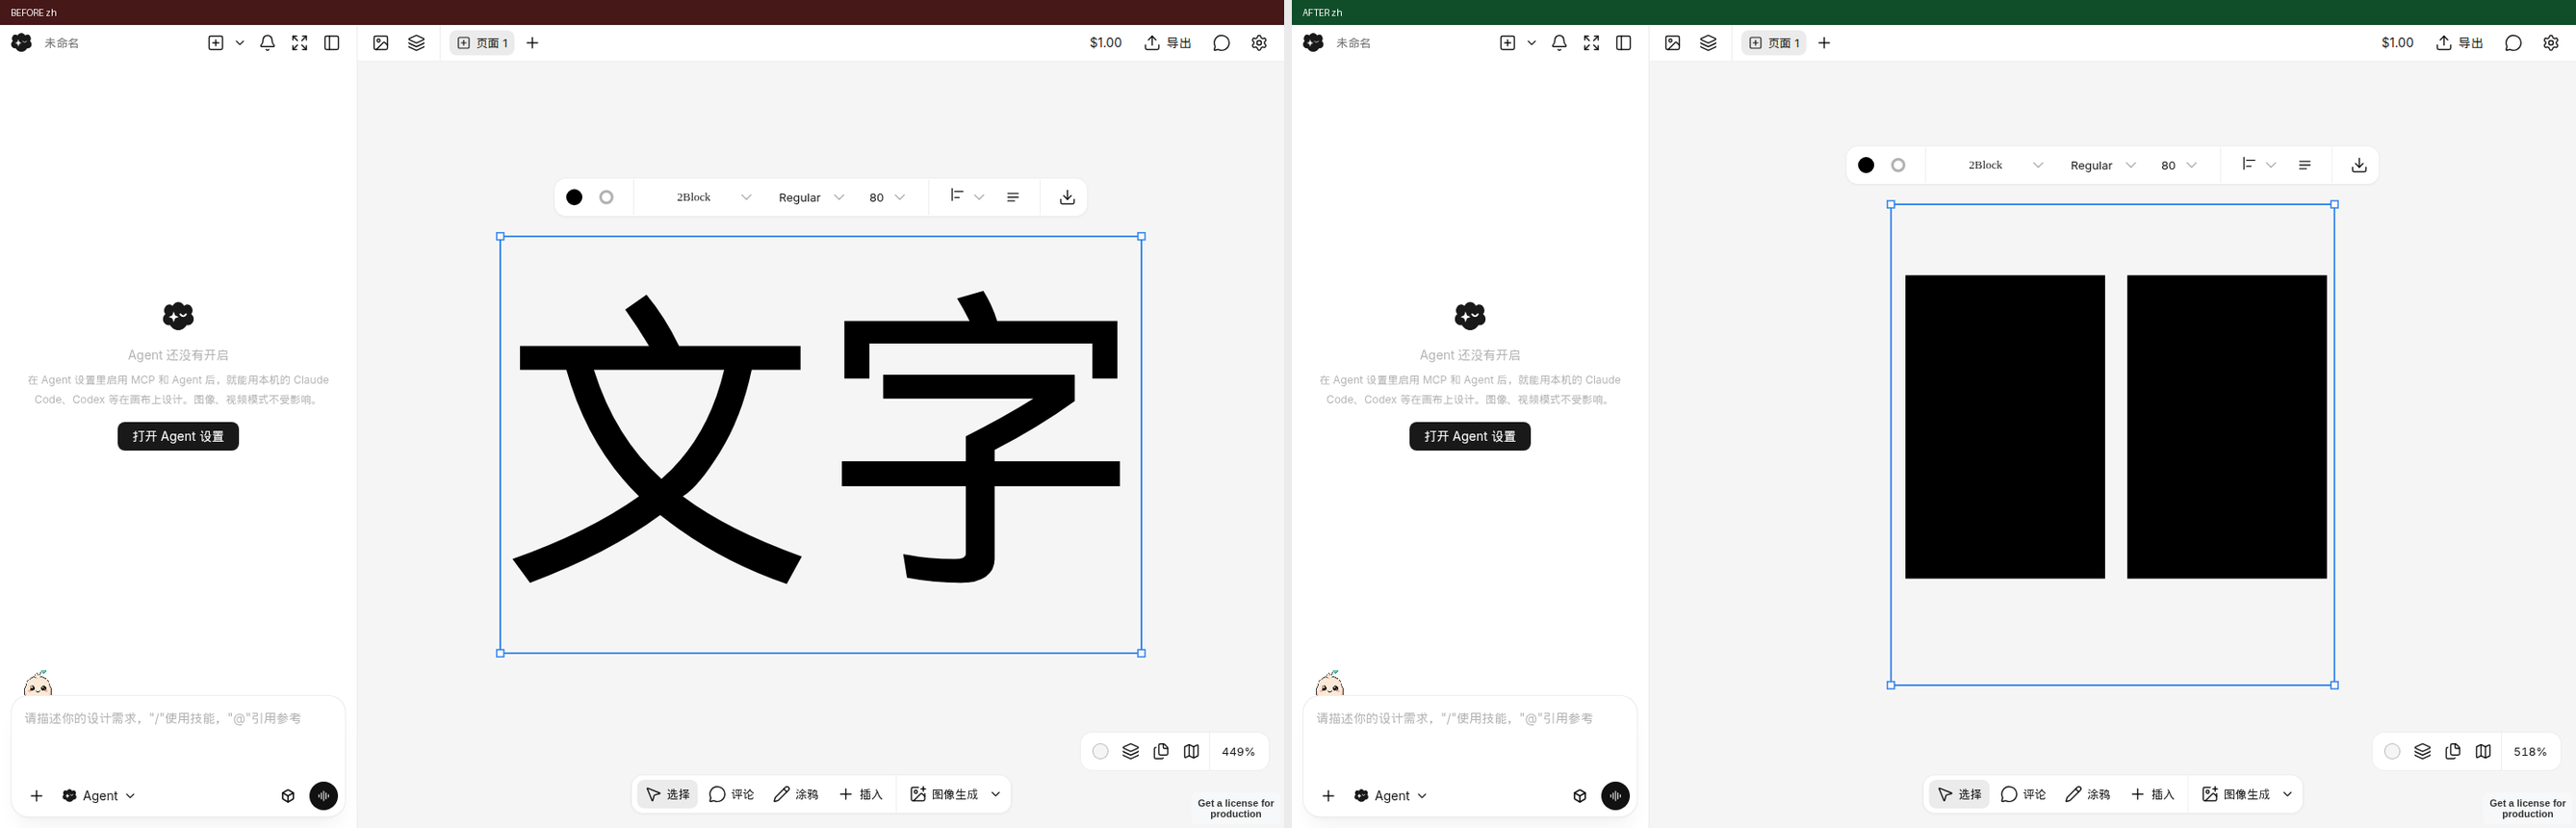 BEFORE zh
未命名
页面 1
$1.00
导出
2Block
Regular
80
文字
Agent 还没有开启
在 Agent 设置里启用 MCP 和 Agent 后，就能用本机的 Claude
Code、Codex 等在画布上设计。图像、视频模式不受影响。
打开 Agent 设置
请描述你的设计需求，"/"使用技能，"@"引用参考
Agent
449%
选择
评论
涂鸦
插入
图像生成
Get a license for
production
AFTER zh
未命名
页面 1
$1.00
导出
2Block
Regular
80
Agent 还没有开启
在 Agent 设置里启用 MCP 和 Agent 后，就能用本机的 Claude
Code、Codex 等在画布上设计。图像、视频模式不受影响。
打开 Agent 设置
请描述你的设计需求，"/"使用技能，"@"引用参考
Agent
518%
选择
评论
涂鸦
插入
图像生成
Get a license for
production